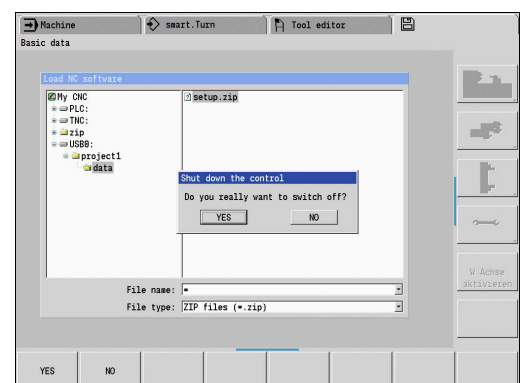 Machine
smart.Turn
Tool editor
Basic data
Load NC software
My CNC
PLC:
TNC:
zip
USB0:
project1
data
setup.zip
Shut down the control
Do you really want to switch off?
YES
NO
File name: *
File type: ZIP files (*.zip)
W Achse
aktivieren
YES
NO